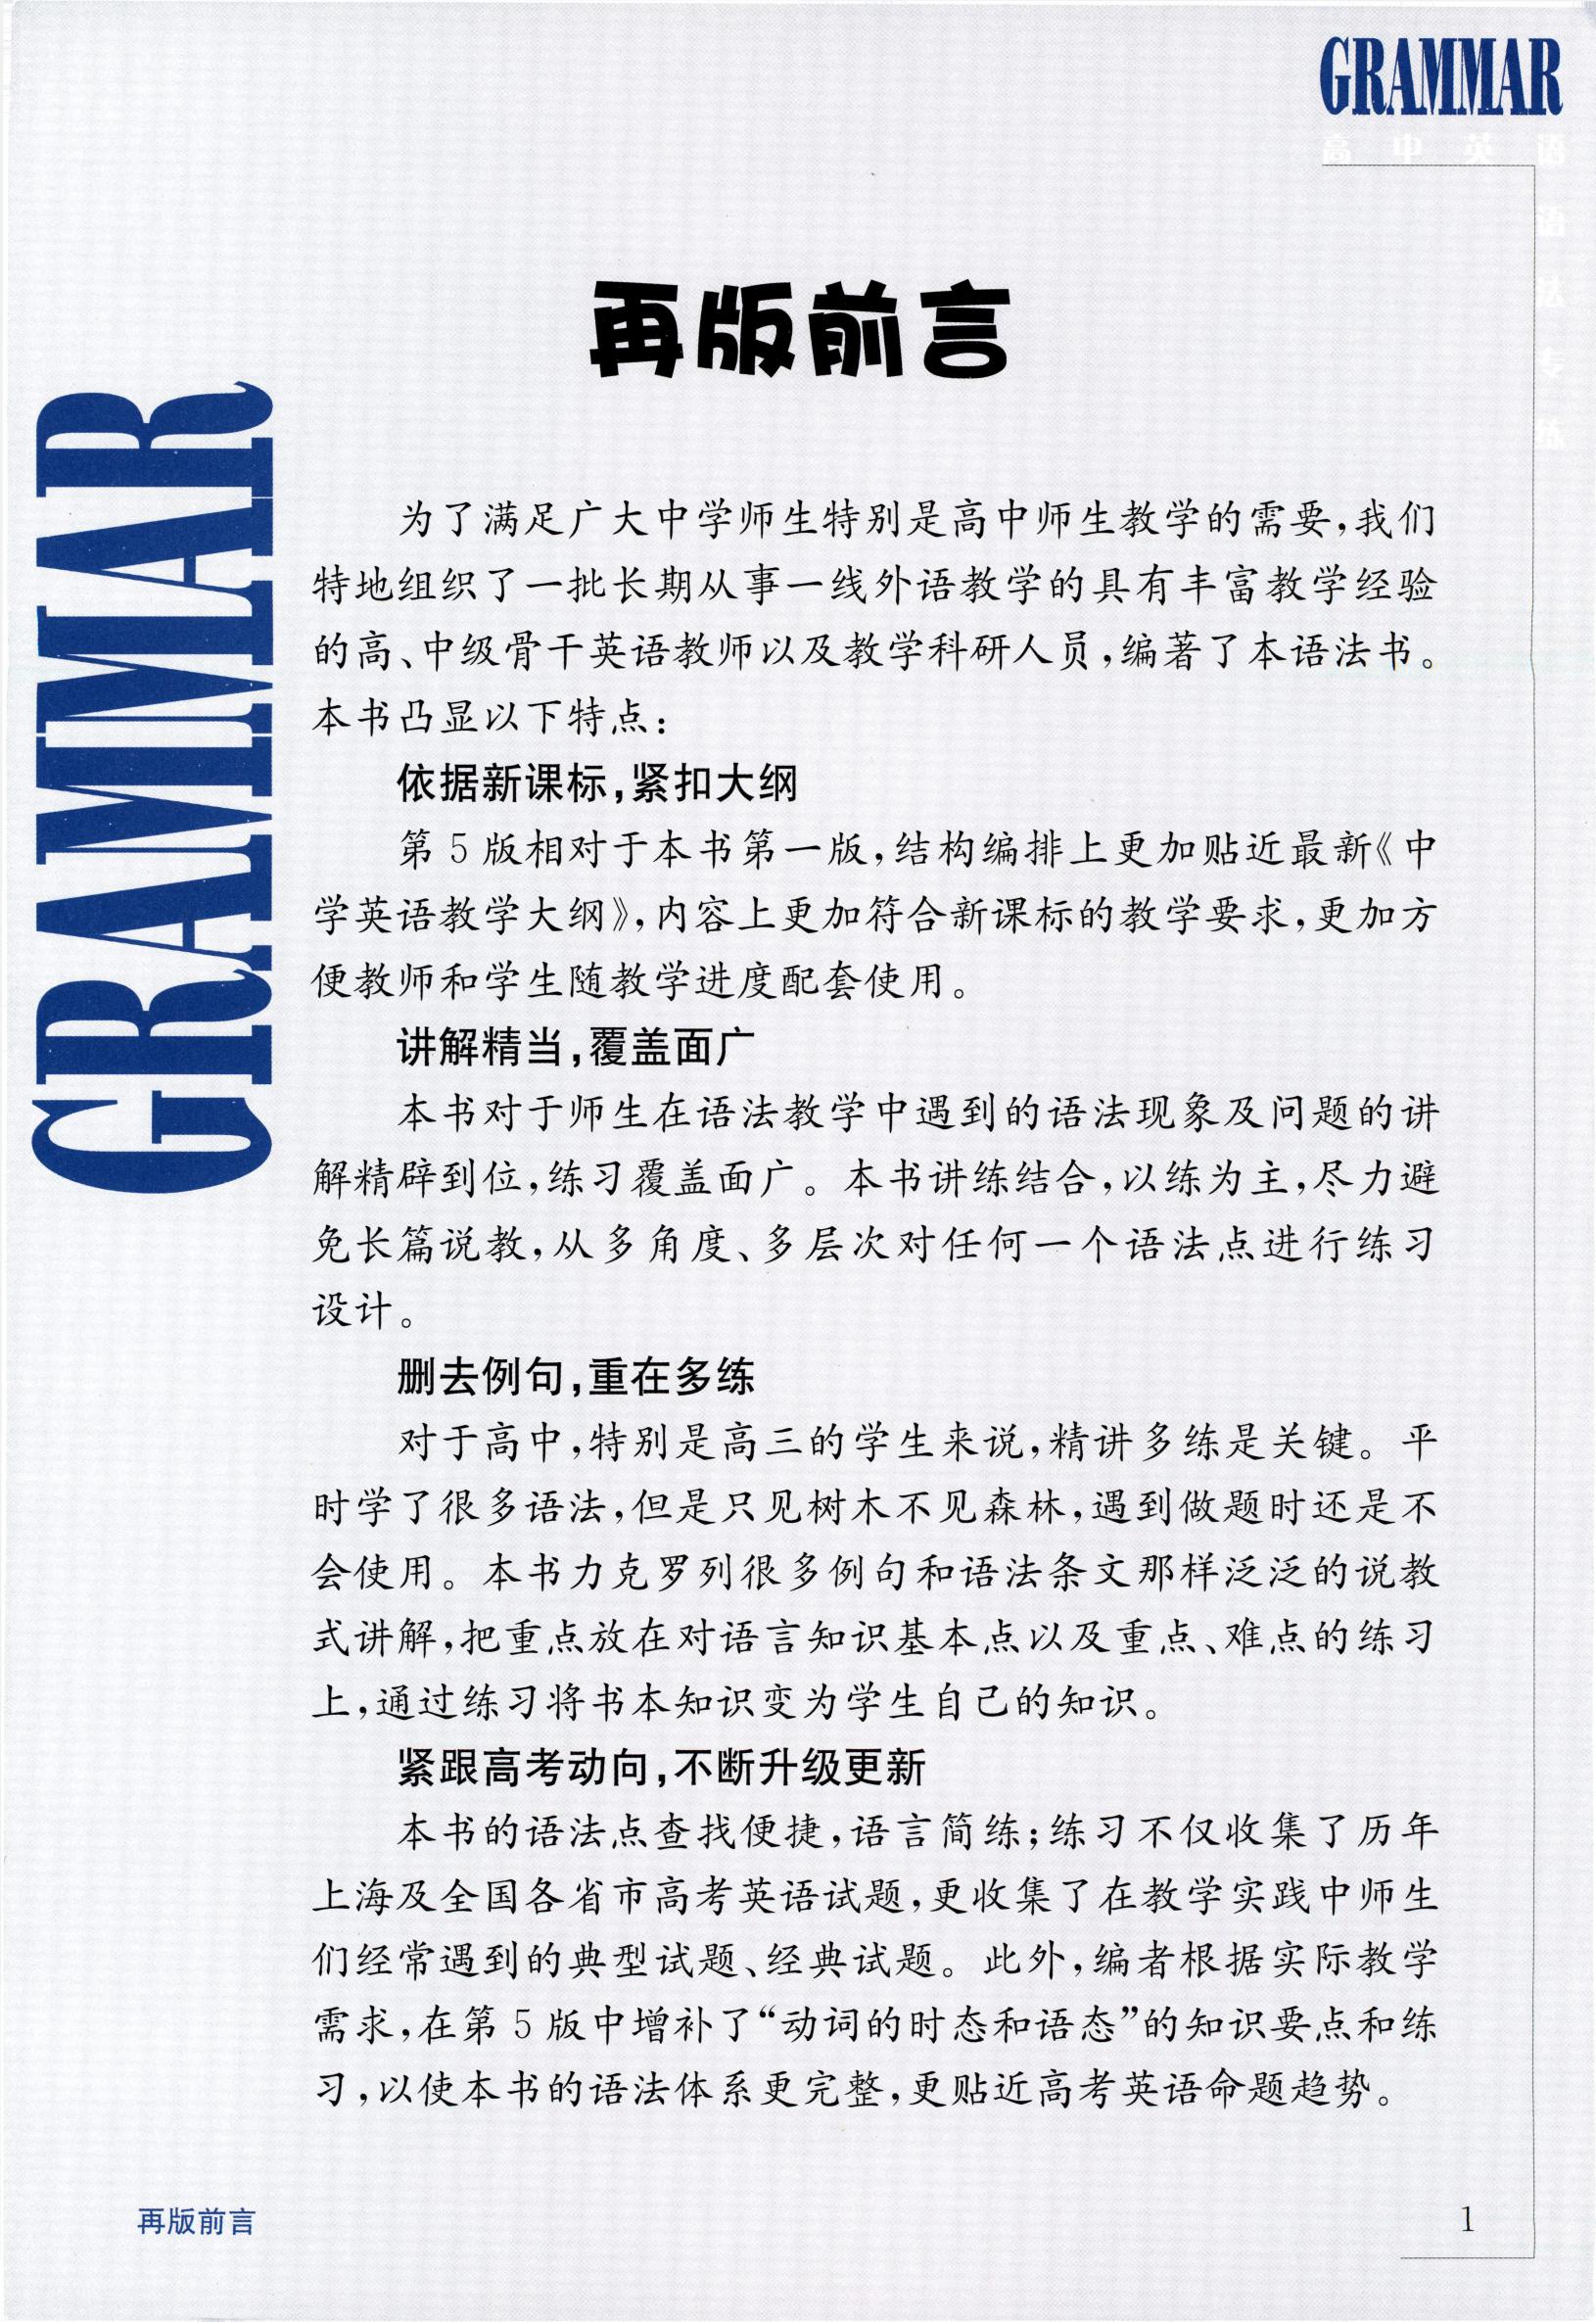 GRAMMAR
高中英语
语法专练
再版前言
GRAMMAR
为了满足广大中学师生特别是高中师生教学的需要，我们
特地组织了一批长期从事一线外语教学的具有丰富教学经验
的高、中级骨干英语教师以及教学科研人员，编著了本语法书。
本书凸显以下特点：
依据新课标，紧扣大纲
第5版相对于本书第一版，结构编排上更加贴近最新《中
学英语教学大纲》，内容上更加符合新课标的教学要求，更加方
便教师和学生随教学进度配套使用。
讲解精当，覆盖面广
本书对于师生在语法教学中遇到的语法现象及问题的讲
解精辟到位，练习覆盖面广。本书讲练结合，以练为主，尽力避
免长篇说教，从多角度、多层次对任何一个语法点进行练习
设计。
删去例句，重在多练
对于高中，特别是高三的学生来说，精讲多练是关键。平
时学了很多语法，但是只见树木不见森林，遇到做题时还是不
会使用。本书力克罗列很多例句和语法条文那样泛泛的说教
式讲解，把重点放在对语言知识基本点以及重点、难点的练习
上，通过练习将书本知识变为学生自己的知识。
紧跟高考动向，不断升级更新
本书的语法点查找便捷，语言简练；练习不仅收集了历年
上海及全国各省市高考英语试题，更收集了在教学实践中师生
们经常遇到的典型试题、经典试题。此外，编者根据实际教学
需求，在第5版中增补了“动词的时态和语态”的知识要点和练
习，以使本书的语法体系更完整，更贴近高考英语命题趋势。
再版前言
1